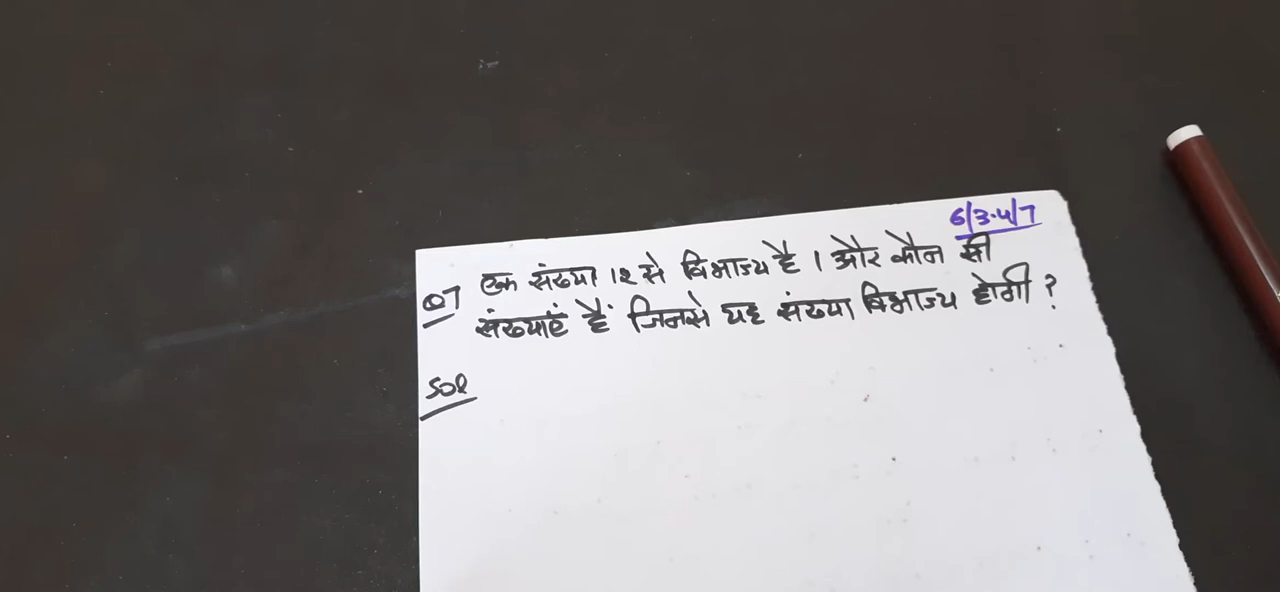 6/3.4/7
Q7 एक संख्या 12 से विभाज्य है। और कौन सी
संख्याएं हैं जिनसे यह संख्या विभाज्य होगी?
Sol